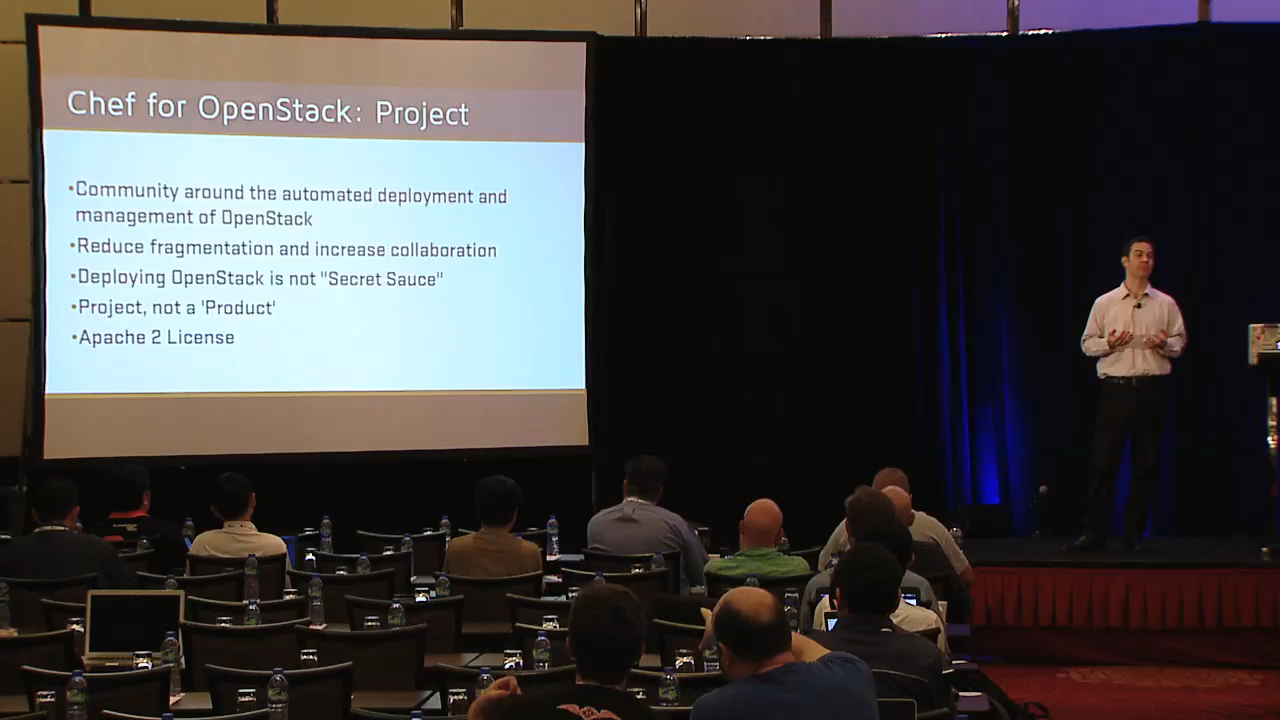 Chef for OpenStack: Project
•Community around the automated deployment and
management of OpenStack
•Reduce fragmentation and increase collaboration
•Deploying OpenStack is not "Secret Sauce"
•Project, not a 'Product'
•Apache 2 License